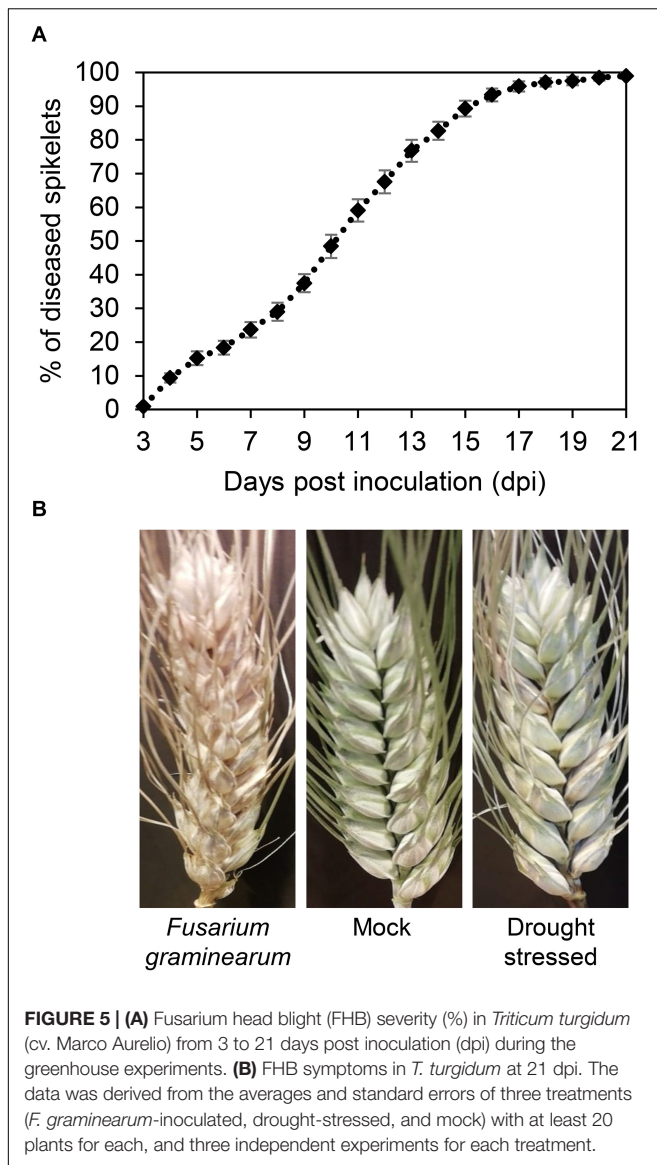 A
100
90
80
70
60
50
40
30
20
10
0
% of diseased spikelets
3 5 7 9 11 13 15 17 19 21
Days post inoculation (dpi)
B
Fusarium graminearum
Mock
Drought stressed
FIGURE 5 | (A) Fusarium head blight (FHB) severity (%) in Triticum turgidum
(cv. Marco Aurelio) from 3 to 21 days post inoculation (dpi) during the
greenhouse experiments. (B) FHB symptoms in T. turgidum at 21 dpi. The
data was derived from the averages and standard errors of three treatments
(F. graminearum-inoculated, drought-stressed, and mock) with at least 20
plants for each, and three independent experiments for each treatment.